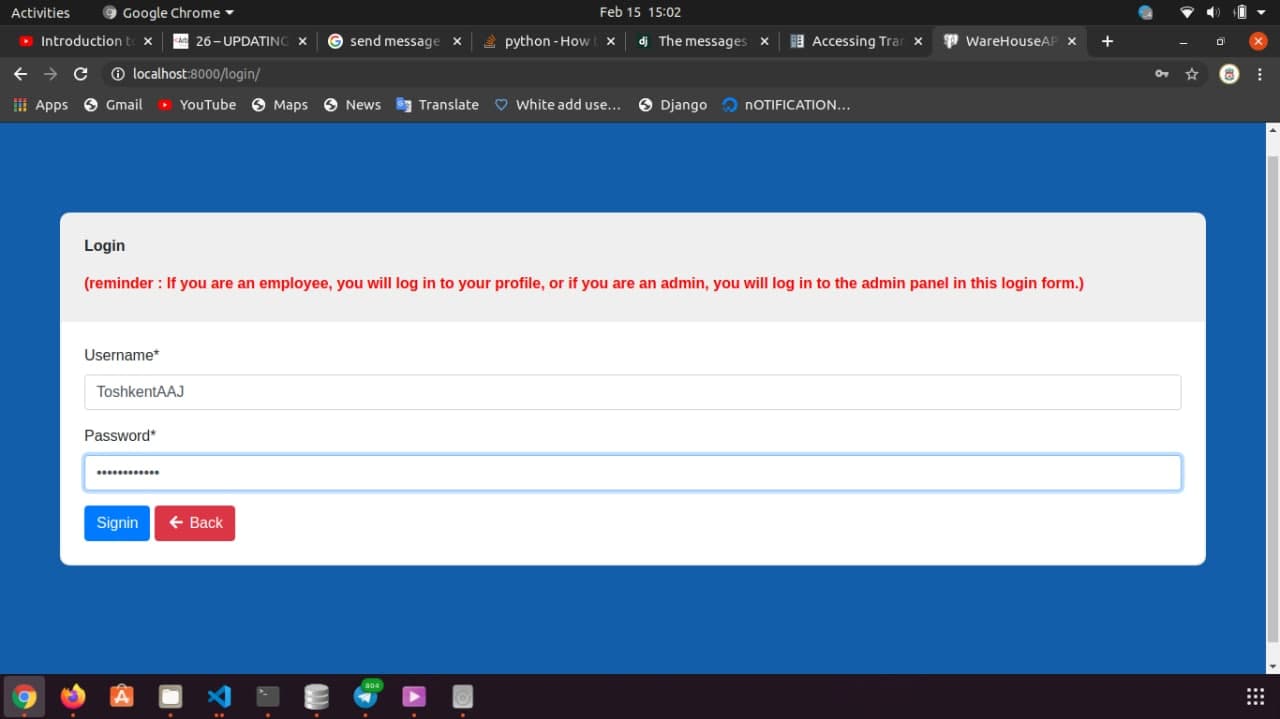 Activities Google Chrome Feb 15 15:02
Introduction t 26 – UPDATING send message python - How t The messages Accessing Tra WareHouseAP
localhost:8000/login/
Apps Gmail YouTube Maps News Translate White add use… Django nOTIFICATION…
Login
(reminder : If you are an employee, you will log in to your profile, or if you are an admin, you will log in to the admin panel in this login form.)
Username*
ToshkentAAJ
Password*
••••••••••••
Signin Back